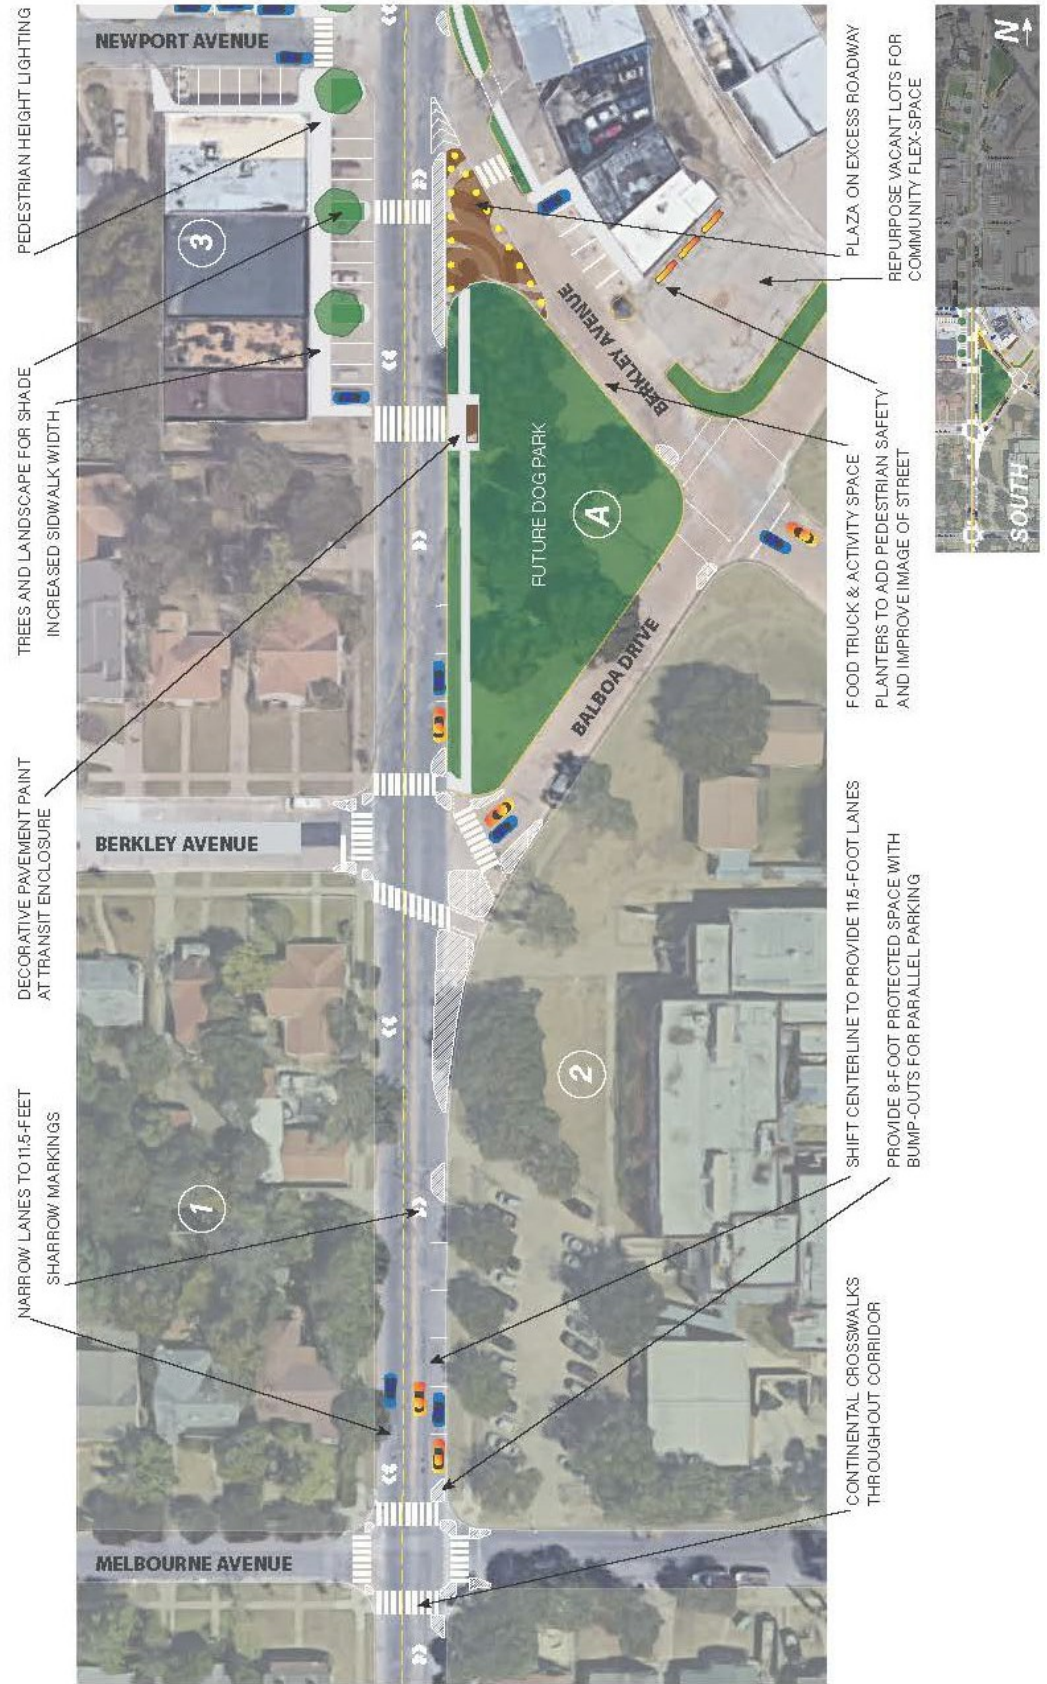 NARROW LANES TO 11.5-FEET
SHARROW MARKINGS
DECORATIVE PAVEMENT PAINT
AT TRANSIT ENCLOSURE
TREES AND LANDSCAPE FOR SHADE
INCREASED SIDWALK WIDTH
PEDESTRIAN HEIGHT LIGHTING
MELBOURNE AVENUE
BERKLEY AVENUE
NEWPORT AVENUE
1
2
3
A
FUTURE DOG PARK
BALBOA DRIVE
BERKLEY AVENUE
CONTINENTAL CROSSWALKS
THROUGHOUT CORRIDOR
SHIFT CENTERLINE TO PROVIDE 11.5-FOOT LANES
PROVIDE 8-FOOT PROTECTED SPACE WITH
BUMP-OUTS FOR PARALLEL PARKING
FOOD TRUCK & ACTIVITY SPACE
PLANTERS TO ADD PEDESTRIAN SAFETY
AND IMPROVE IMAGE OF STREET
PLAZA ON EXCESS ROADWAY
REPURPOSE VACANT LOTS FOR
COMMUNITY FLEX-SPACE
SOUTH
N